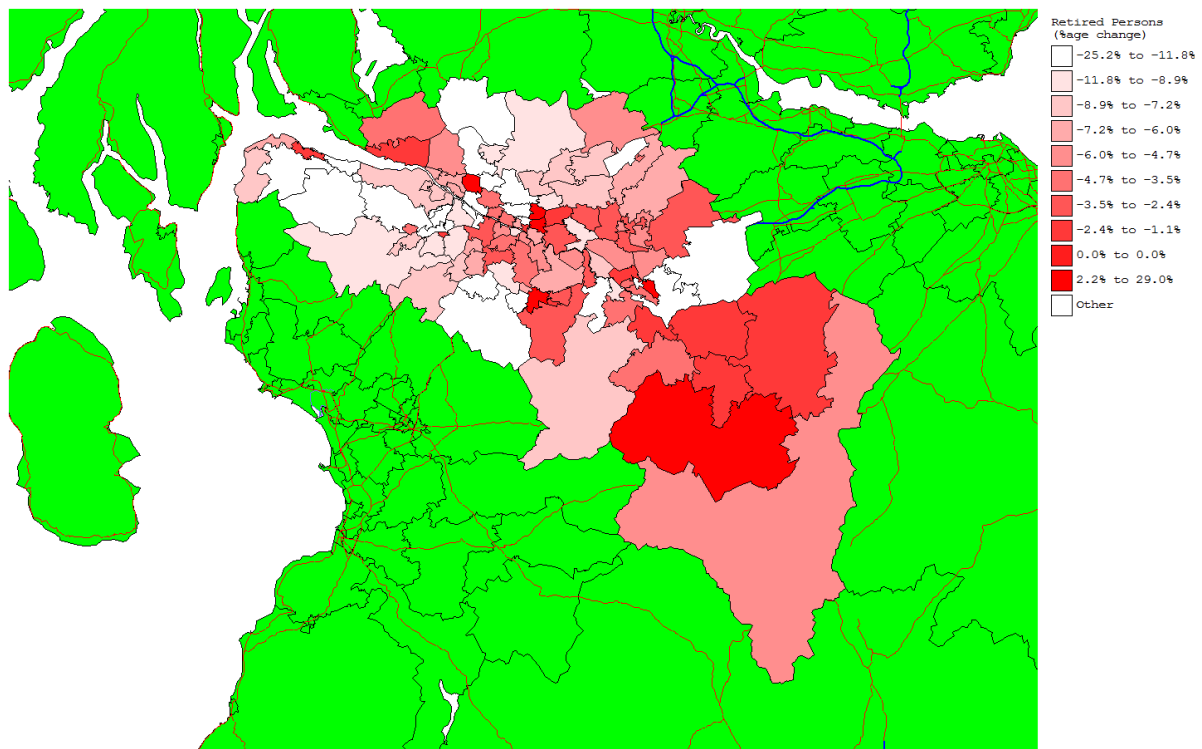 Retired Persons
(%age change)
-25.2% to -11.8%
-11.8% to -8.9%
-8.9% to -7.2%
-7.2% to -6.0%
-6.0% to -4.7%
-4.7% to -3.5%
-3.5% to -2.4%
-2.4% to -1.1%
0.0% to 0.0%
2.2% to 29.0%
Other